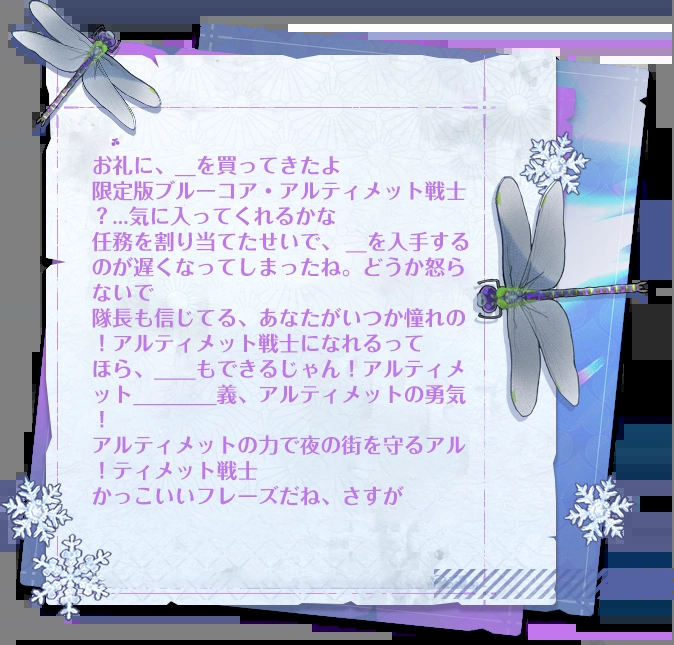 お礼に、__を買ってきたよ
限定版ブルーコア・アルティメット戦士
？...気に入ってくれるかな
任務を割り当てたせいで、__を入手する
のが遅くなってしまったね。どうか怒ら
ないで
隊長も信じてる、あなたがいつか憧れの
！アルティメット戦士になれるって
ほら、____もできるじゃん！アルティメ
ット________義、アルティメットの勇気
！
アルティメットの力で夜の街を守るアル
！ティメット戦士
かっこいいフレーズだね、さすが